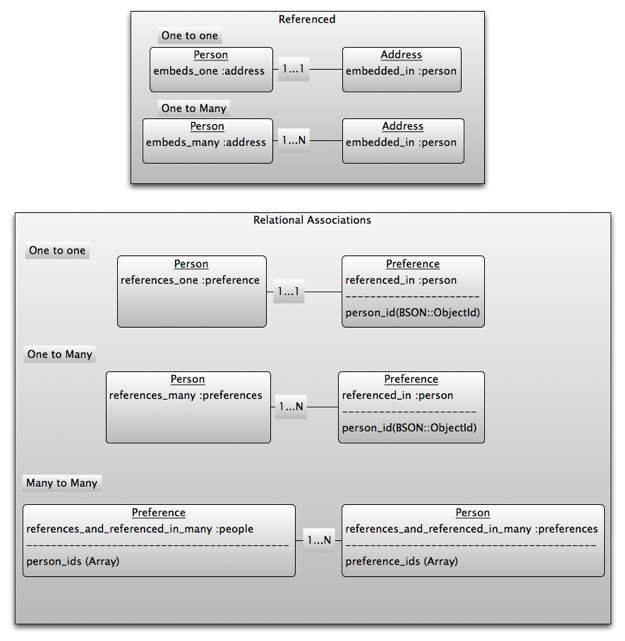 Referenced
One to one
Person
embeds_one :address
1...1
Address
embedded_in :person
One to Many
Person
embeds_many :address
1...N
Address
embedded_in :person
Relational Associations
One to one
Person
references_one :preference
1...1
Preference
referenced_in :person
person_id(BSON::ObjectId)
One to Many
Person
references_many :preferences
1...N
Preference
referenced_in :person
person_id(BSON::ObjectId)
Many to Many
Preference
references_and_referenced_in_many :people
person_ids (Array)
1...N
Person
references_and_referenced_in_many :preferences
preference_ids (Array)